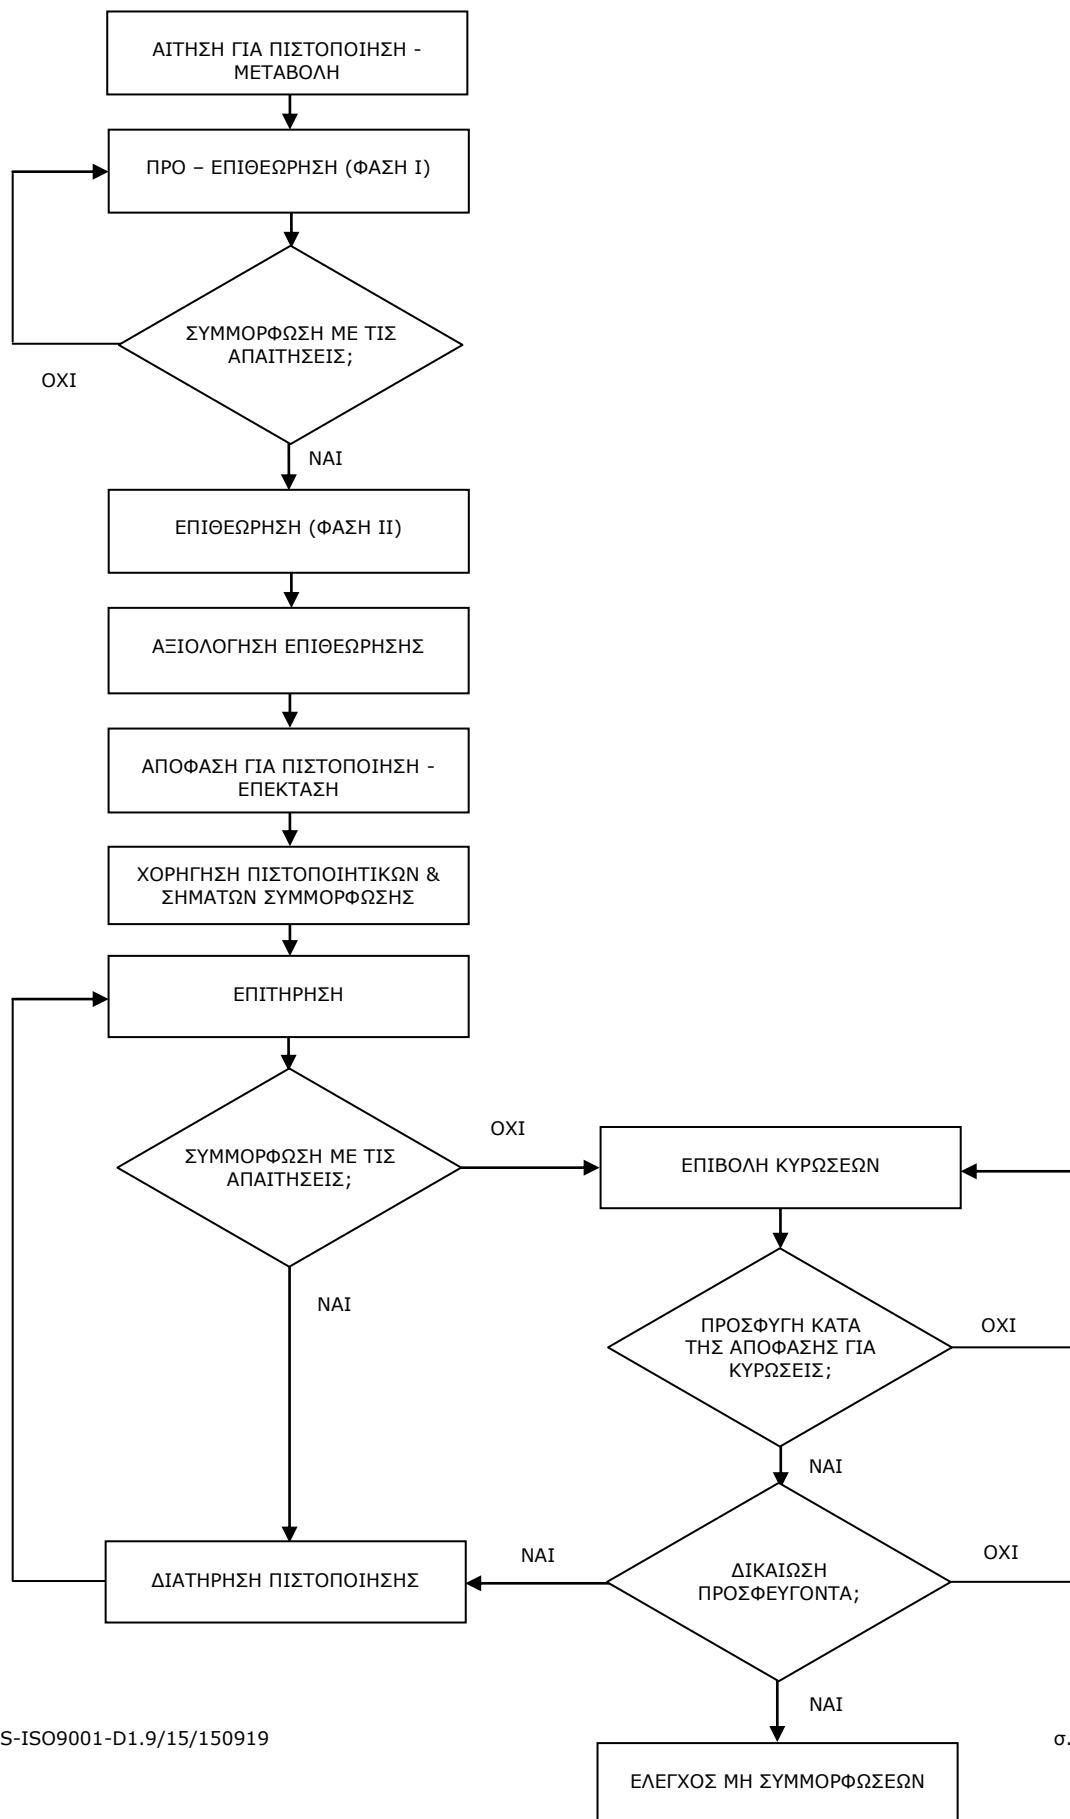 ΑΙΤΗΣΗ ΓΙΑ ΠΙΣΤΟΠΟΙΗΣΗ -
ΜΕΤΑΒΟΛΗ
ΠΡΟ – ΕΠΙΘΕΩΡΗΣΗ (ΦΑΣΗ Ι)
ΣΥΜΜΟΡΦΩΣΗ ΜΕ ΤΙΣ
ΑΠΑΙΤΗΣΕΙΣ;
ΟΧΙ
ΝΑΙ
ΕΠΙΘΕΩΡΗΣΗ (ΦΑΣΗ ΙΙ)
ΑΞΙΟΛΟΓΗΣΗ ΕΠΙΘΕΩΡΗΣΗΣ
ΑΠΟΦΑΣΗ ΓΙΑ ΠΙΣΤΟΠΟΙΗΣΗ -
ΕΠΕΚΤΑΣΗ
ΧΟΡΗΓΗΣΗ ΠΙΣΤΟΠΟΙΗΤΙΚΩΝ &
ΣΗΜΑΤΩΝ ΣΥΜΜΟΡΦΩΣΗΣ
ΕΠΙΤΗΡΗΣΗ
ΣΥΜΜΟΡΦΩΣΗ ΜΕ ΤΙΣ
ΑΠΑΙΤΗΣΕΙΣ;
ΟΧΙ
ΕΠΙΒΟΛΗ ΚΥΡΩΣΕΩΝ
ΝΑΙ
ΠΡΟΣΦΥΓΗ ΚΑΤΑ
ΤΗΣ ΑΠΟΦΑΣΗΣ ΓΙΑ
ΚΥΡΩΣΕΙΣ;
ΟΧΙ
ΝΑΙ
ΔΙΚΑΙΩΣΗ
ΠΡΟΣΦΕΥΓΟΝΤΑ;
ΟΧΙ
ΝΑΙ
ΔΙΑΤΗΡΗΣΗ ΠΙΣΤΟΠΟΙΗΣΗΣ
ΝΑΙ
ΕΛΕΓΧΟΣ ΜΗ ΣΥΜΜΟΡΦΩΣΕΩΝ
S-ISO9001-D1.9/15/150919
σ.